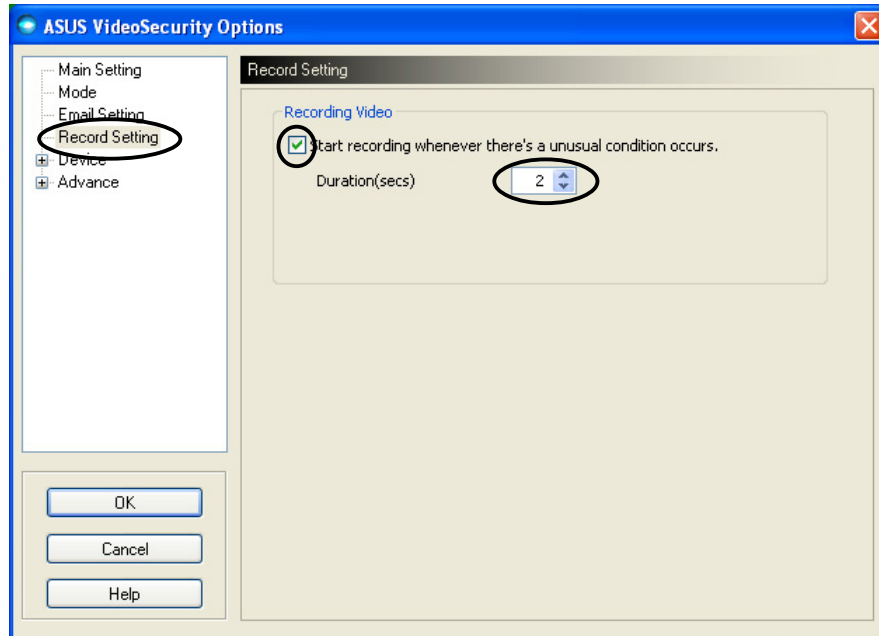 ASUS VideoSecurity Options
Main Setting
Mode
Email Setting
Record Setting
Device
Advance
OK
Cancel
Help
Record Setting
Recording Video
Start recording whenever there's a unusual condition occurs.
Duration(secs) 2